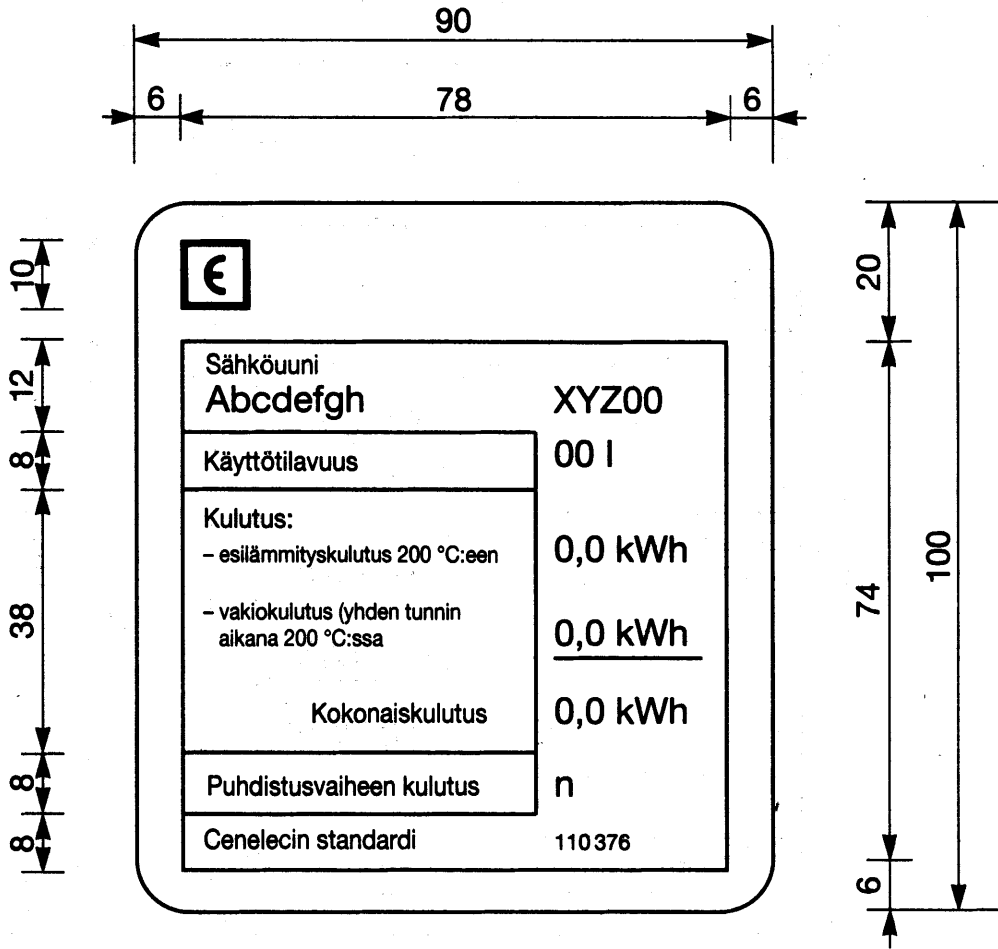 90
6 78 6
10
20
Є
Sähköuuni
Abcdefgh XYZ00
12
Käyttötilavuus 00 l
8
Kulutus:
– esilämmityskulutus 200 °C:een 0,0 kWh
100
74
38
– vakiokulutus (yhden tunnin
aikana 200 °C:ssa 0,0 kWh
Kokonaiskulutus 0,0 kWh
8
Puhdistusvaiheen kulutus n
8
Cenelecin standardi 110 376
6